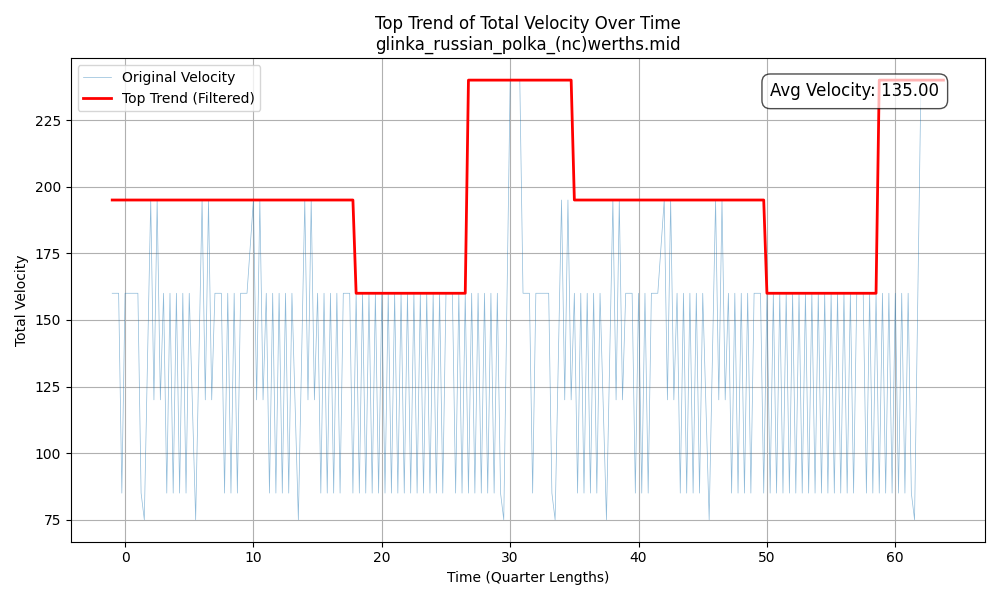 Top Trend of Total Velocity Over Time
glinka_russian_polka_(nc)werths.mid
Original Velocity
Top Trend (Filtered)
Avg Velocity: 135.00
Total Velocity
225
200
175
150
125
100
75
0 10 20 30 40 50 60
Time (Quarter Lengths)